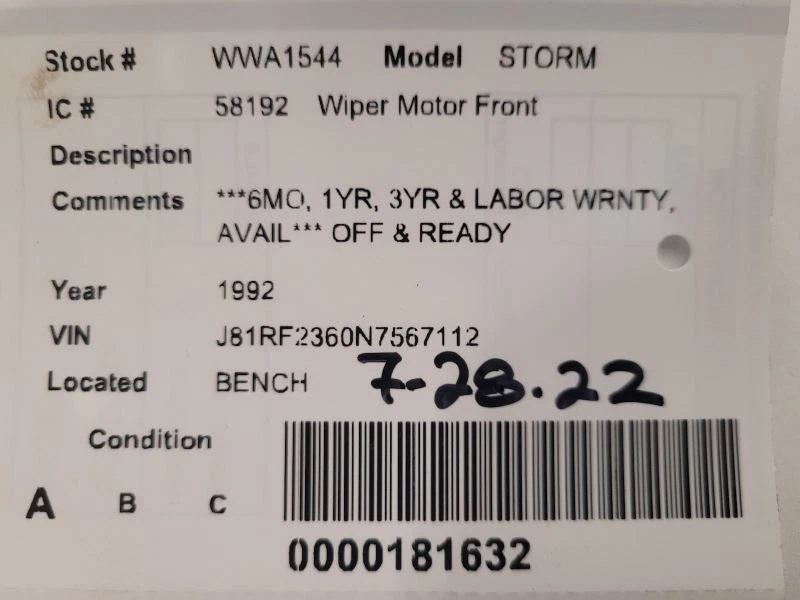 Stock # WWA1544 Model STORM
IC # 58192 Wiper Motor Front
Description
Comments ***6MO, 1YR, 3YR & LABOR WRNTY,
AVAIL*** OFF & READY
Year 1992
VIN J81RF2360N7567112
Located BENCH 7-28.22
Condition
A B C
0000181632